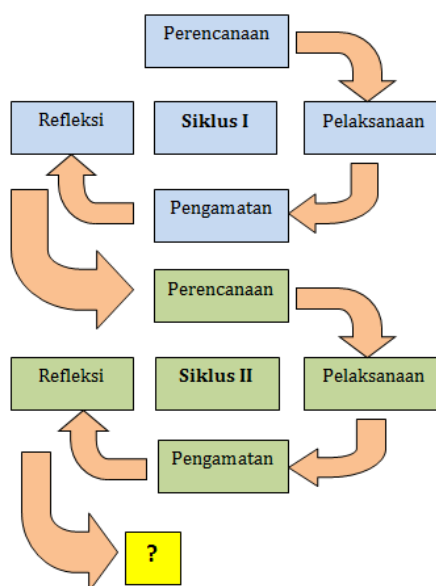 Perencanaan
Refleksi
Siklus I
Pelaksanaan
Pengamatan
Perencanaan
Refleksi
Siklus II
Pelaksanaan
Pengamatan
?